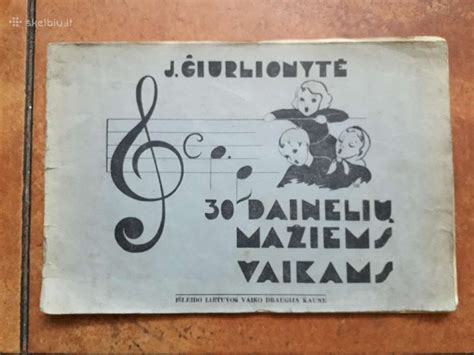 skelbiu.lt
J. ČIURLIONYTĖ
30 DAINELIŲ
MAŽIEMS
VAIKAMS
IŠLEIDO LIETUVOS VAIKO DRAUGIJA KAUNE